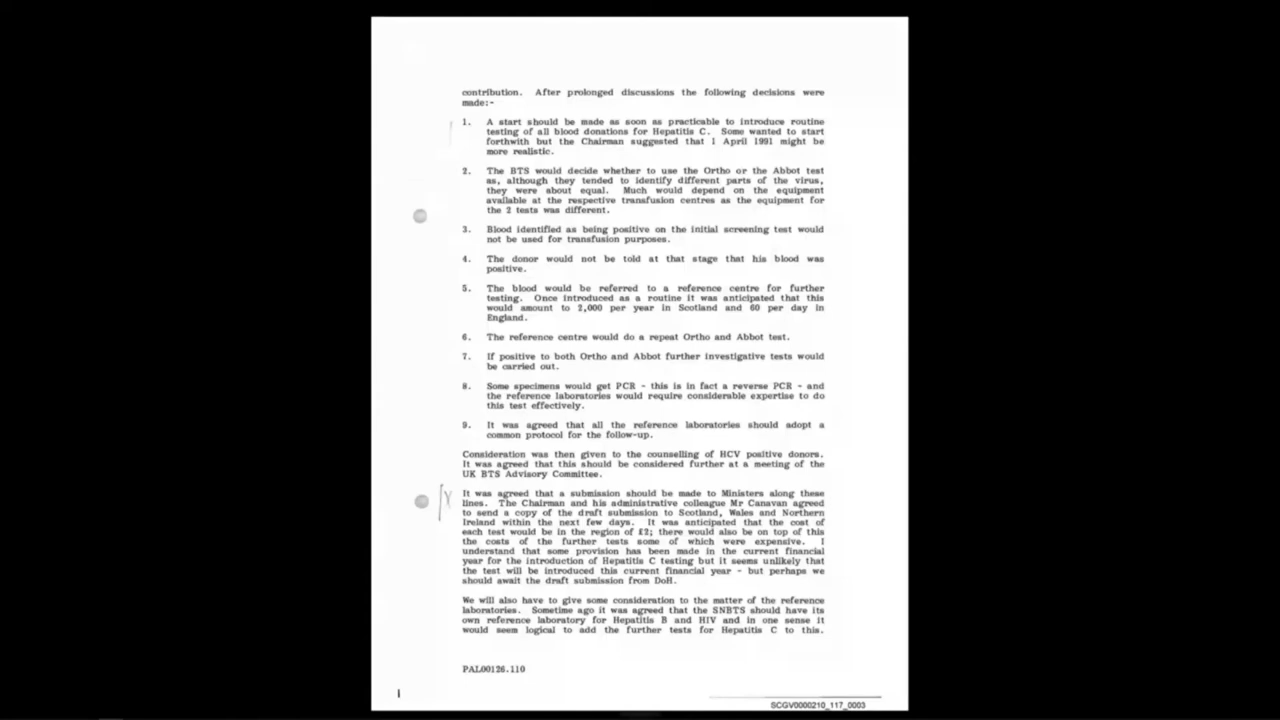 contribution. After prolonged discussions the following decisions were
made:-
1. A start should be made as soon as practicable to introduce routine
testing of all blood donations for Hepatitis C. Some wanted to start
forthwith but the Chairman suggested that 1 April 1991 might be
more realistic.
2. The BTS would decide whether to use the Ortho or the Abbot test
as, although they tended to identify different parts of the virus,
they were about equal. Much would depend on the equipment
available at the respective transfusion centres as the equipment for
the 2 tests was different.
3. Blood identified as being positive on the initial screening test would
not be used for transfusion purposes.
4. The donor would not be told at that stage that his blood was
positive.
5. The blood would be referred to a reference centre for further
testing. Once introduced as a routine it was anticipated that this
would amount to 2,000 per year in Scotland and 60 per day in
England.
6. The reference centre would do a repeat Ortho and Abbot test.
7. If positive to both Ortho and Abbot further investigative tests would
be carried out.
8. Some specimens would get PCR - this is in fact a reverse PCR - and
the reference laboratories would require considerable expertise to do
this test effectively.
9. It was agreed that all the reference laboratories should adopt a
common protocol for the follow-up.
Consideration was then given to the counselling of HCV positive donors.
It was agreed that this should be considered further at a meeting of the
UK BTS Advisory Committee.
It was agreed that a submission should be made to Ministers along these
lines. The Chairman and his administrative colleague Mr Canavan agreed
to send a copy of the draft submission to Scotland, Wales and Northern
Ireland within the next few days. It was anticipated that the cost of
each test would be in the region of £2; there would also be on top of this
the costs of the further tests some of which were expensive. I
understand that some provision has been made in the current financial
year for the introduction of Hepatitis C testing but it seems unlikely that
the test will be introduced this current financial year - but perhaps we
should await the draft submission from DoH.
We will also have to give some consideration to the matter of the reference
laboratories. Sometime ago it was agreed that the SNBTS should have its
own reference laboratory for Hepatitis B and HIV and in one sense it
would seem logical to add the further tests for Hepatitis C to this.
PAL00126.110
SCGV0000210_117_0003